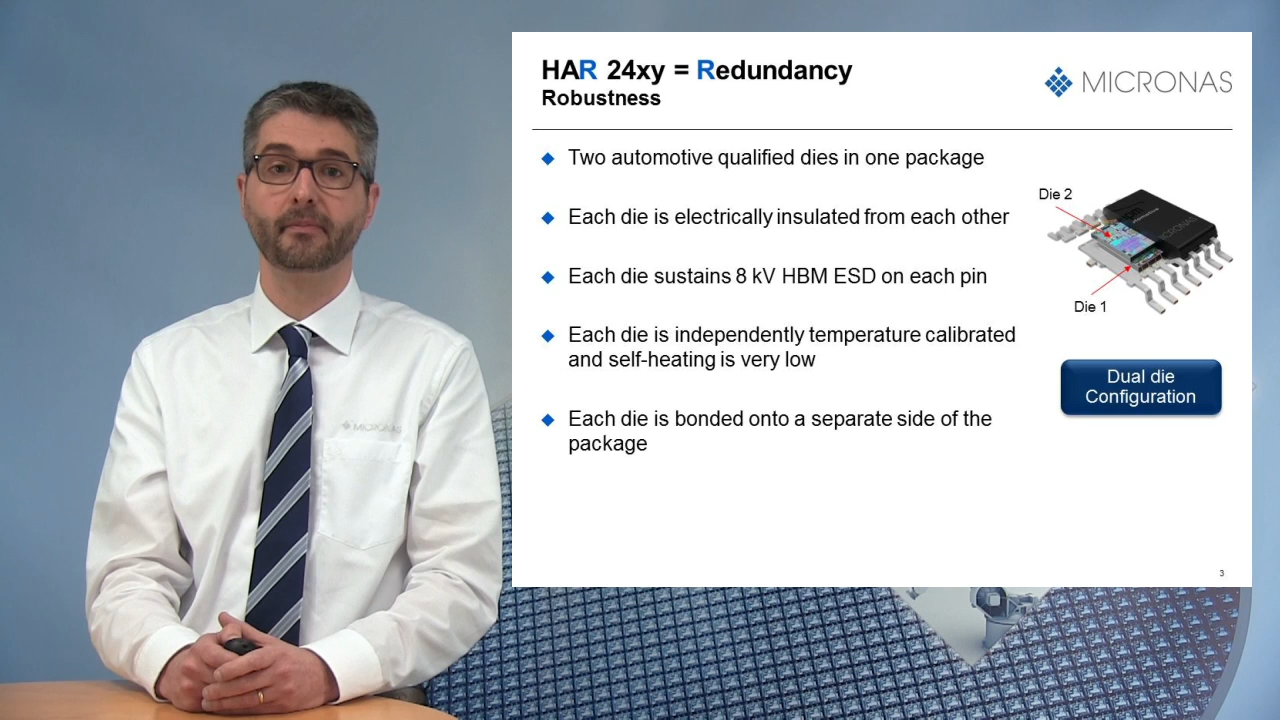 HAR 24xy = Redundancy
Robustness
MICRONAS
Two automotive qualified dies in one package
Each die is electrically insulated from each other
Each die sustains 8 kV HBM ESD on each pin
Each die is independently temperature calibrated
and self-heating is very low
Each die is bonded onto a separate side of the
package
Die 2
Die 1
Dual die
Configuration
3
MICRONAS